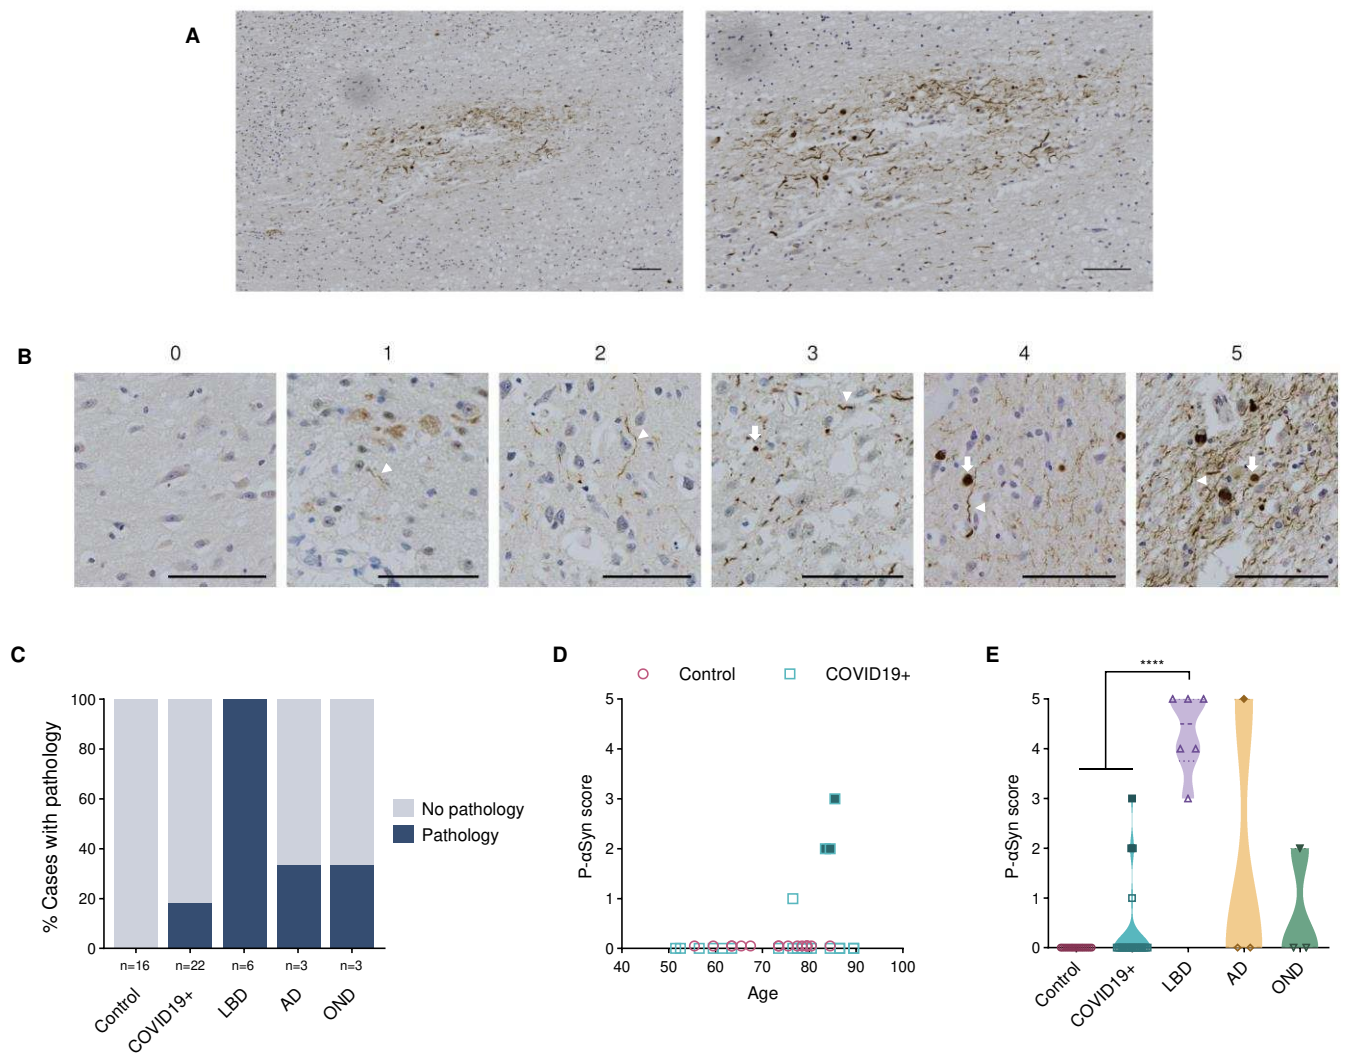 A
B
0 1 2 3 4 5
C
% Cases with pathology
100
80
60
40
20
0
n=16 n=22 n=6 n=3 n=3
Control COVID19+ LBD AD OND
No pathology
Pathology
D
Control COVID19+
P-αSyn score
5
4
3
2
1
0
40 50 60 70 80 90 100
Age
E
****
P-αSyn score
5
4
3
2
1
0
Control COVID19+ LBD AD OND